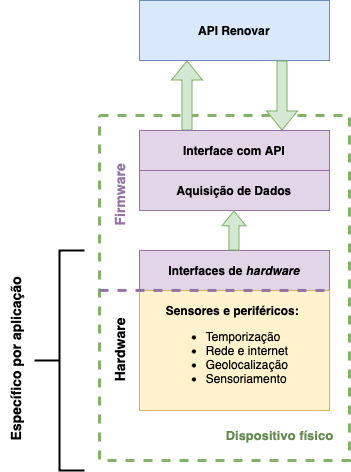 API Renovar
Interface com API
Aquisição de Dados
Firmware
Interfaces de hardware
Sensores e periféricos:
• Temporização
• Rede e internet
• Geolocalização
• Sensoriamento
Hardware
Específico por aplicação
Dispositivo físico